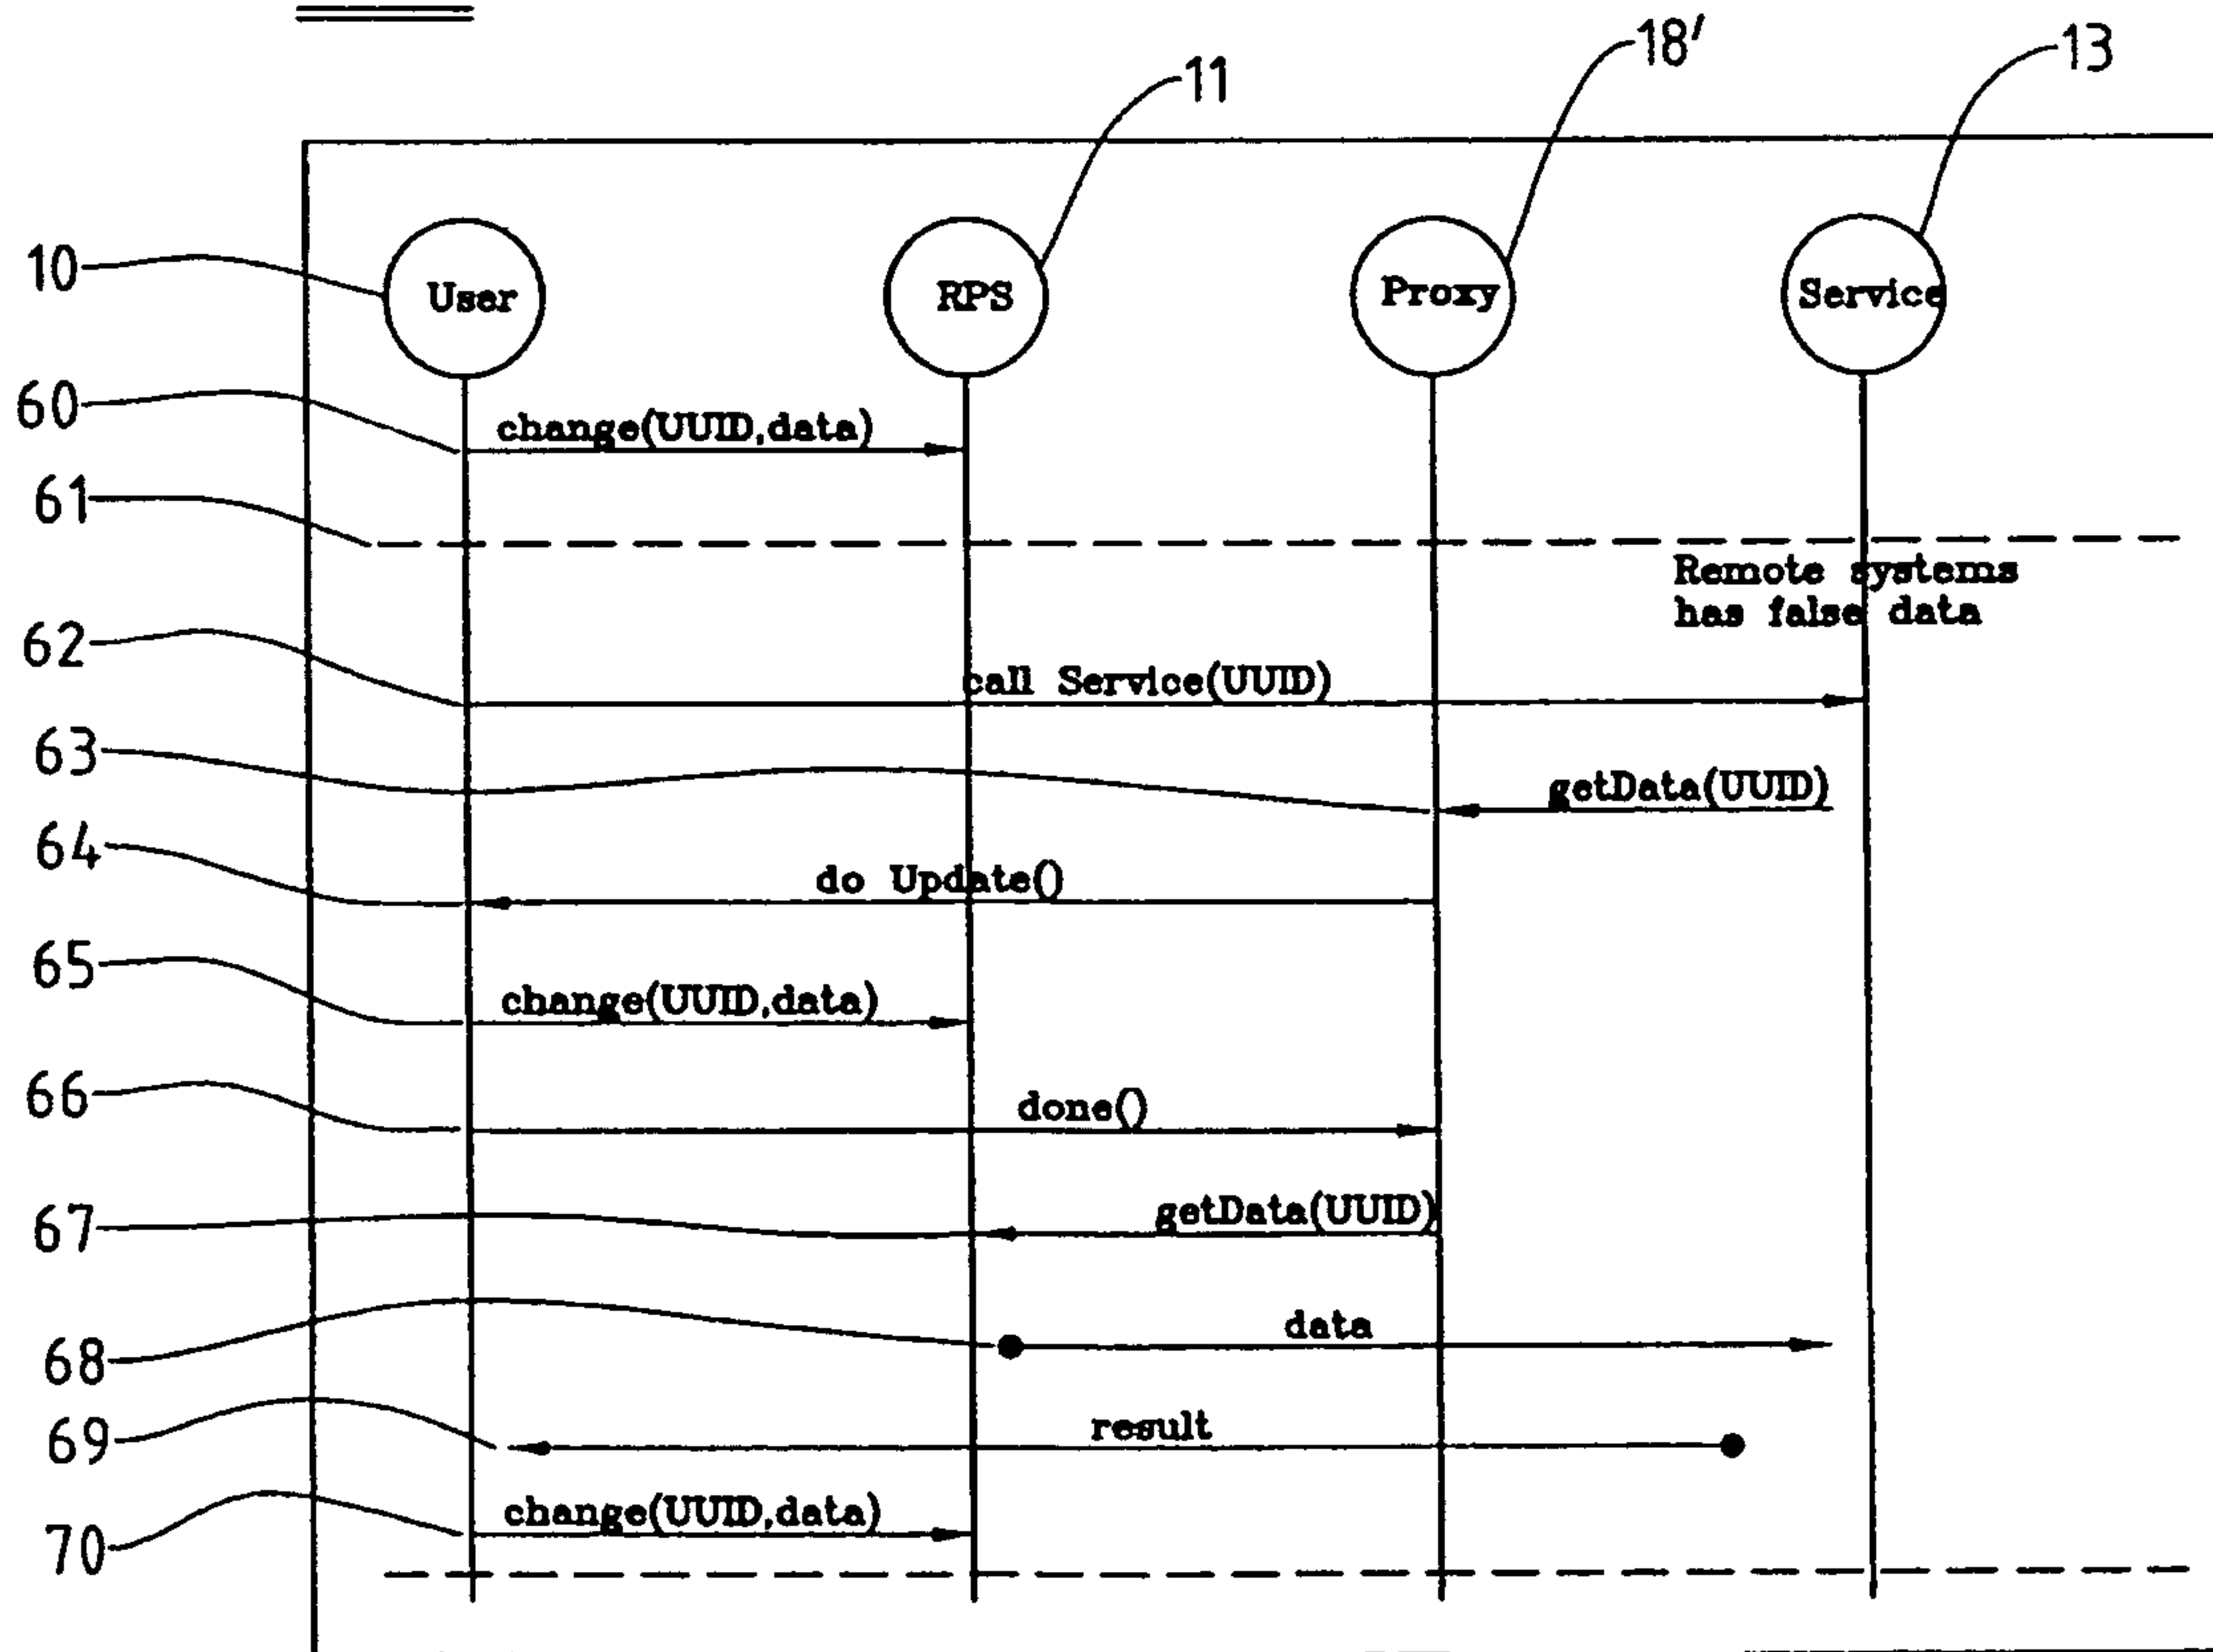 11
18'
13
10
User
RPS
Proxy
Service
60
change(UUID,data)
61
Remote systems
has false data
62
call Service(UUID)
63
getData(UUID)
64
do Update()
65
change(UUID,data)
66
done()
67
getData(UUID)
68
data
69
result
70
change(UUID,data)